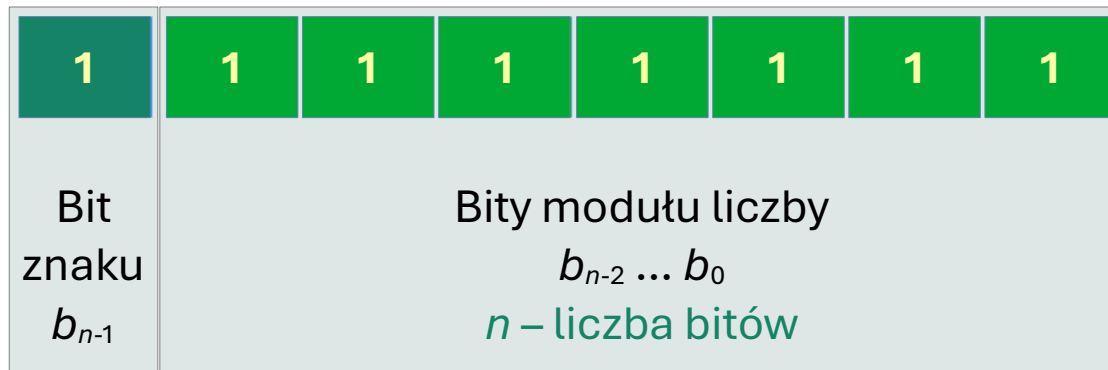 1 1 1 1 1 1 1 1
Bit
znaku
bn-1
Bity modułu liczby
bn-2 ... b0
n – liczba bitów